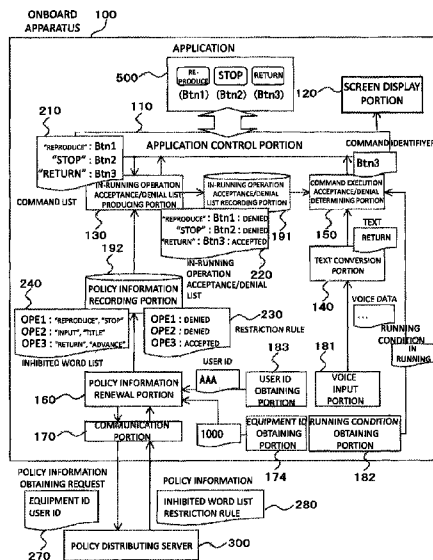 ONBOARD APPARATUS
100
APPLICATION
500
RE-PRODUCE
STOP
RETURN
(Btn1)
(Btn2)
(Btn3)
120
SCREEN DISPLAY PORTION
210
110
"REPRODUCE": Btn1
"STOP": Btn2
"RETURN": Btn3
COMMAND LIST
APPLICATION CONTROL PORTION
COMMAND IDENTIFYER
Btn3
IN-RUNNING OPERATION ACCEPTANCE/DENIAL LIST PRODUCING PORTION
130
IN-RUNNING OPERATION ACCEPTANCE/DENIAL LIST RECORDING PORTION
191
COMMAND EXECUTION ACCEPTANCE/DENIAL DETERMINING PORTION
150
"REPRODUCE": Btn1: DENIED
"STOP": Btn2: DENIED
"RETURN": Btn3: ACCEPTED
220
IN-RUNNING OPERATION ACCEPTANCE/DENIAL LIST
TEXT
RETURN
TEXT CONVERSION PORTION
140
192
POLICY INFORMATION RECORDING PORTION
240
OPE1: "REPRODUCE", "STOP"
OPE2: "INPUT", "TITLE"
OPE3: "RETURN", "ADVANCE"
INHIBITED WORD LIST
230
OPE1: DENIED
OPE2: DENIED
OPE3: ACCEPTED
RESTRICTION RULE
VOICE DATA
...
RUNNING CONDITION
IN RUNNING
USER ID
AAA
183
USER ID OBTAINING PORTION
181
VOICE INPUT PORTION
160
POLICY INFORMATION RENEWAL PORTION
170
COMMUNICATION PORTION
1000
EQUIPMENT ID OBTAINING PORTION
174
RUNNING CONDITION OBTAINING PORTION
182
POLICY INFORMATION OBTAINING REQUEST
EQUIPMENT ID
USER ID
270
POLICY INFORMATION
INHIBITED WORD LIST
RESTRICTION RULE
280
POLICY DISTRIBUTING SERVER
300